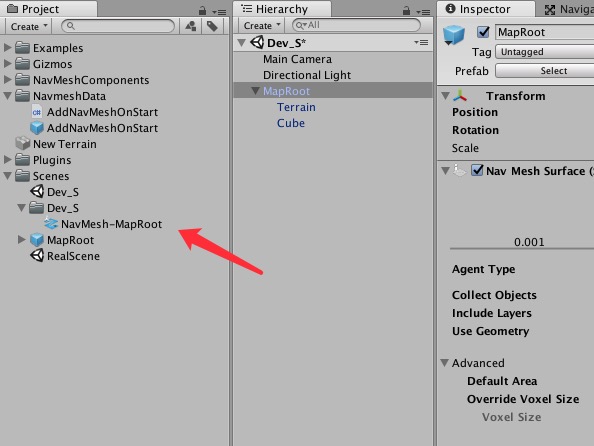 Project
Create
Examples
Gizmos
NavMeshComponents
NavmeshData
AddNavMeshOnStart
AddNavMeshOnStart
New Terrain
Plugins
Scenes
Dev_S
Dev_S
NavMesh-MapRoot
MapRoot
RealScene
Hierarchy
Create All
Dev_S*
Main Camera
Directional Light
MapRoot
Terrain
Cube
Inspector Naviga
MapRoot
Tag Untagged
Prefab Select
Transform
Position
Rotation
Scale
Nav Mesh Surface (S
0.001
Agent Type
Collect Objects
Include Layers
Use Geometry
Advanced
Default Area
Override Voxel Size
Voxel Size